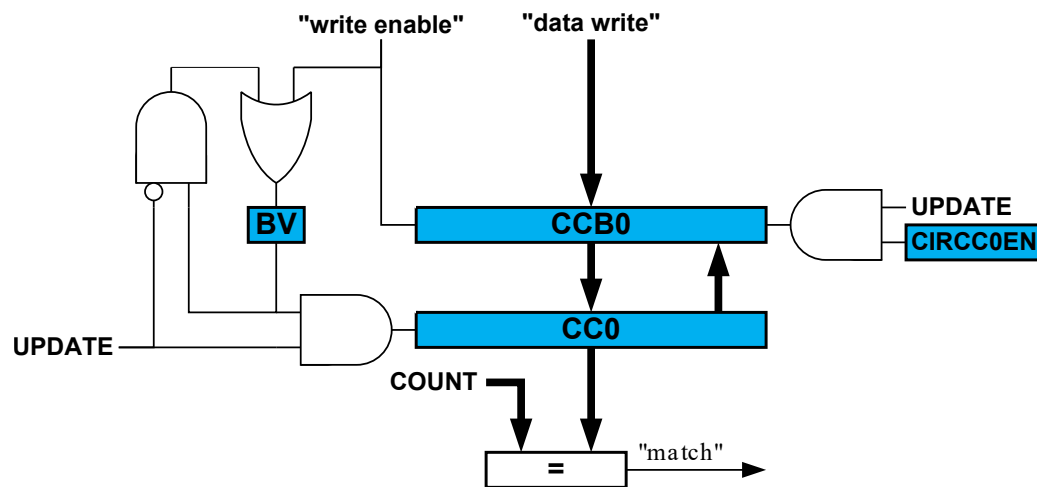 "write enable"
"data write"
BV
CCB0
UPDATE
CIRCC0EN
UPDATE
CC0
COUNT
=
"match"